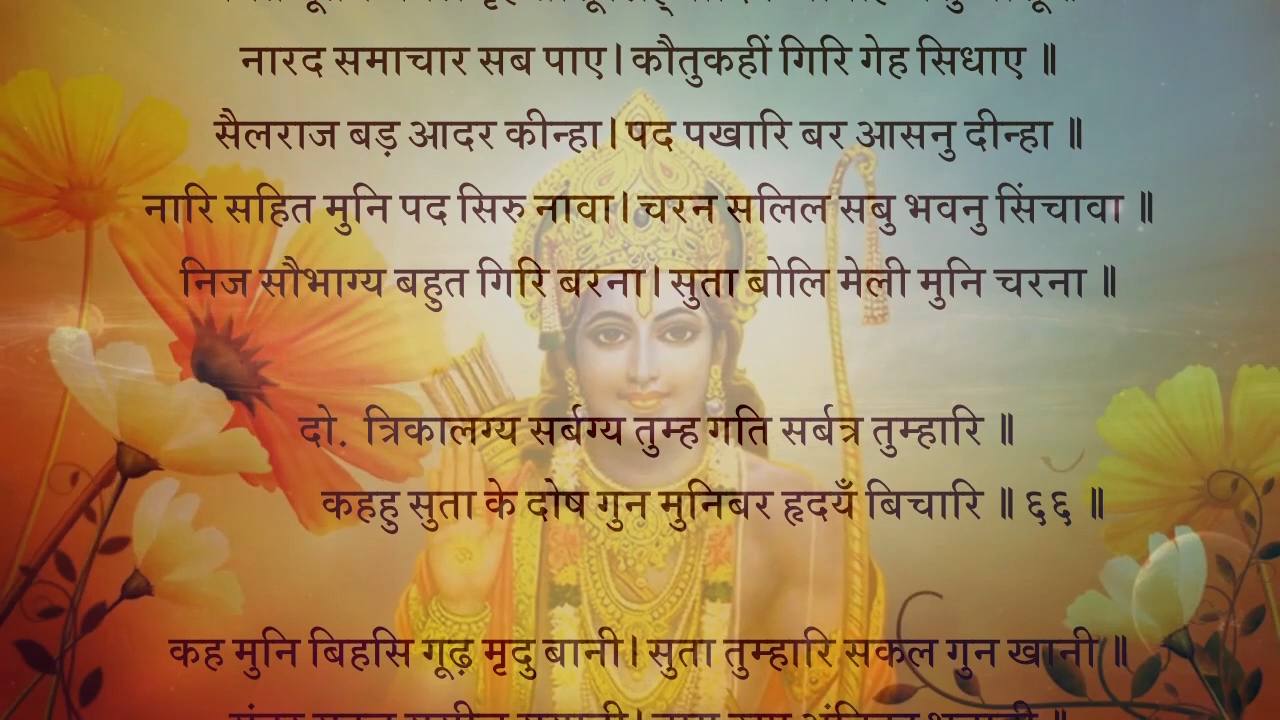 नारद समाचार सब पाए। कौतुकहीं गिरि गेह सिधाए ॥
सैलराज बड़ आदर कीन्हा। पद पखारि बर आसनु दीन्हा ॥
नारि सहित मुनि पद सिरु नावा। चरन सलिल सबु भवनु सिंचावा ॥
निज सौभाग्य बहुत गिरि बरना। सुता बोलि मेली मुनि चरना ॥
दो. त्रिकालग्य सर्बग्य तुम्ह गति सर्बत्र तुम्हारि ॥
कहहु सुता के दोष गुन मुनिबर हृदयँ बिचारि ॥ ६६ ॥
कह मुनि बिहसि गूढ़ मृदु बानी। सुता तुम्हारि सकल गुन खानी ॥